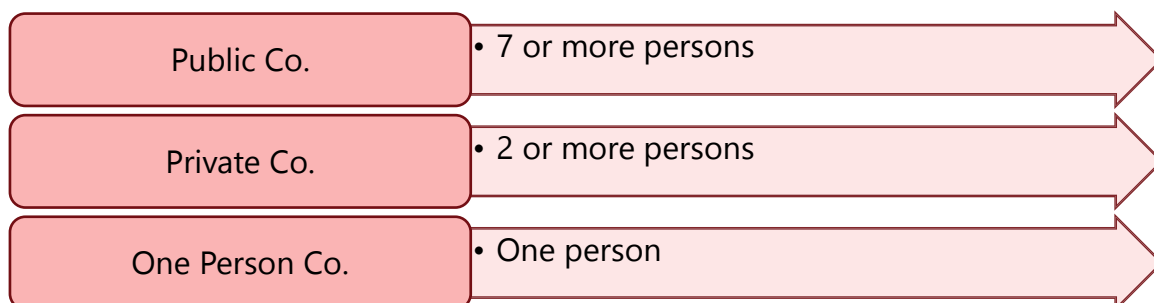 Public Co.
• 7 or more persons
Private Co.
• 2 or more persons
One Person Co.
• One person